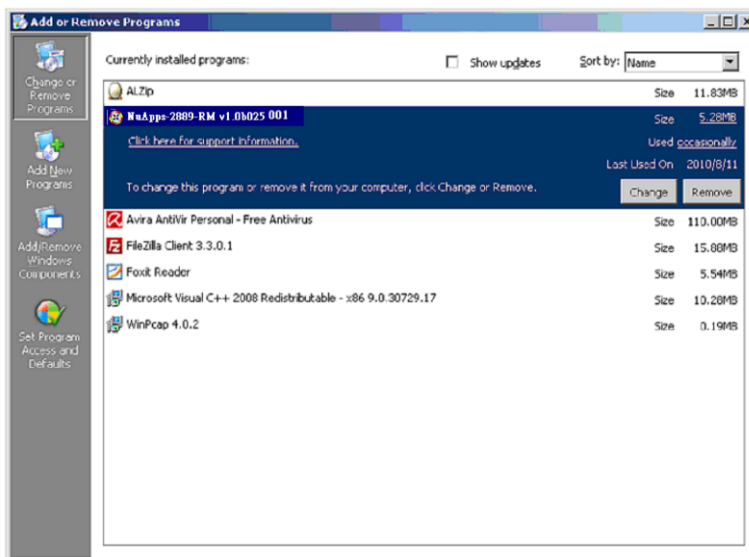 Add or Remove Programs
Change or
Remove
Programs
Add New
Programs
Add/Remove
Windows
Components
Set Program
Access and
Defaults
Currently installed programs:
Show updates
Sort by: Name
ALZip Size 11.83MB
NuApps-2889-RM v1.0b025 001 Size 5.28MB
Click here for support information. Used occasionally
Last Used On 2010/8/11
To change this program or remove it from your computer, click Change or Remove. Change Remove
Avira AntiVir Personal - Free Antivirus Size 110.00MB
FileZilla Client 3.3.0.1 Size 15.88MB
Foxit Reader Size 5.54MB
Microsoft Visual C++ 2008 Redistributable - x86 9.0.30729.17 Size 10.28MB
WinPcap 4.0.2 Size 0.19MB